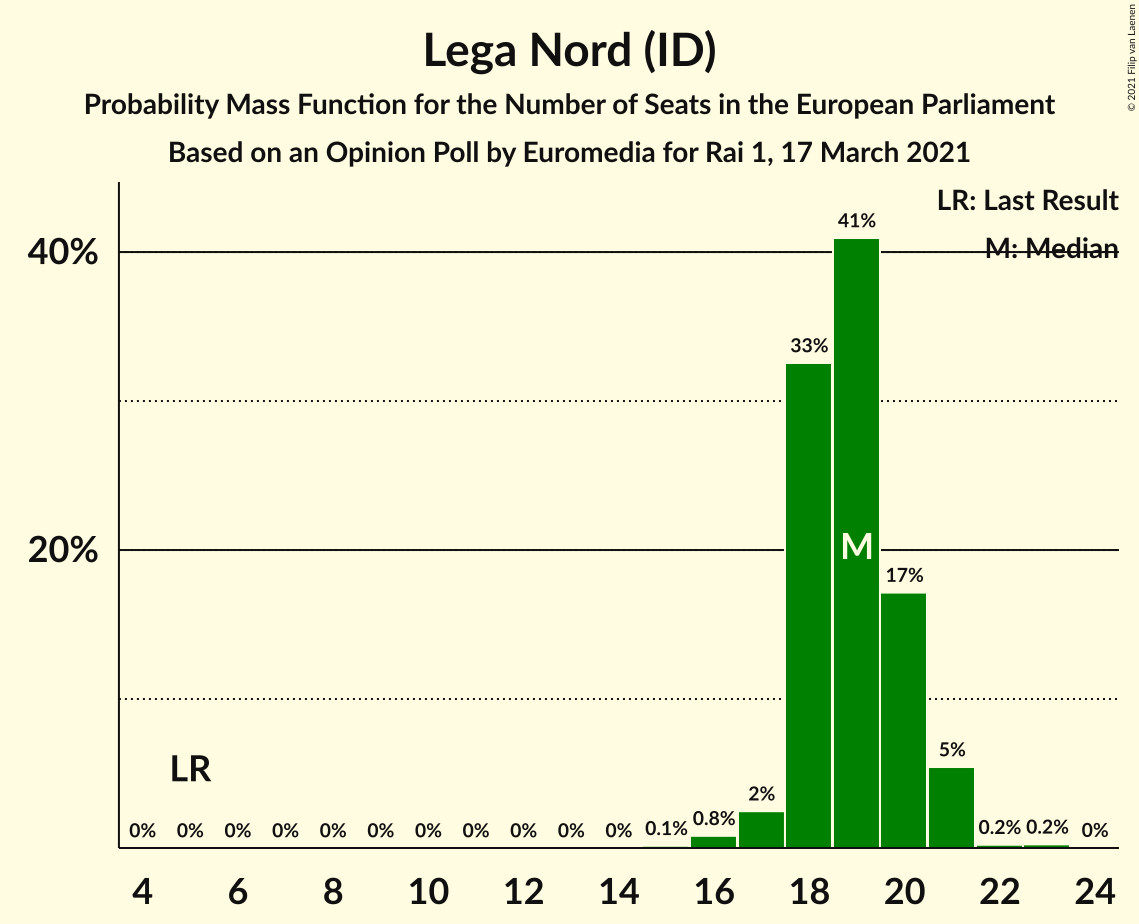 Lega Nord (ID)
Probability Mass Function for the Number of Seats in the European Parliament
Based on an Opinion Poll by Euromedia for Rai 1, 17 March 2021
© 2021 Filip van Laenen
LR: Last Result
M: Median
40%
20%
41%
33%
M
17%
LR
5%
2%
0% 0% 0% 0% 0% 0% 0% 0% 0% 0% 0% 0.1% 0.8% 0.2% 0.2% 0%
4 6 8 10 12 14 16 18 20 22 24